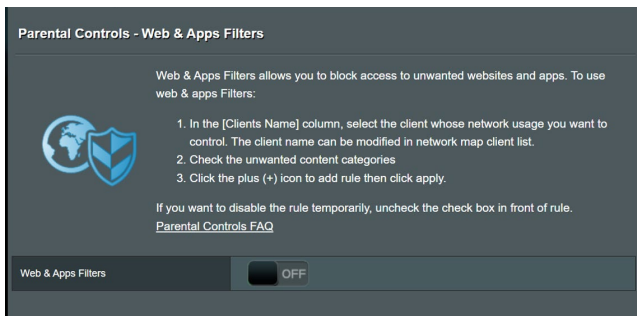 Parental Controls - Web & Apps Filters
Web & Apps Filters allows you to block access to unwanted websites and apps. To use
web & apps Filters:
1. In the [Clients Name] column, select the client whose network usage you want to
control. The client name can be modified in network map client list.
2. Check the unwanted content categories
3. Click the plus (+) icon to add rule then click apply.
If you want to disable the rule temporarily, uncheck the check box in front of rule.
Parental Controls FAQ
Web & Apps Filters
OFF